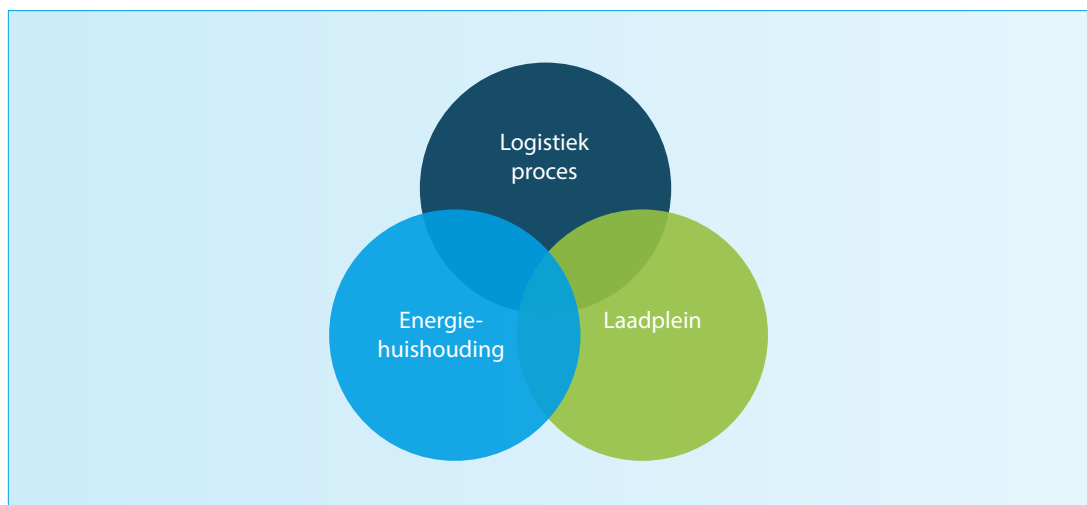 Logistiek
proces
Energie-
huishouding
Laadplein